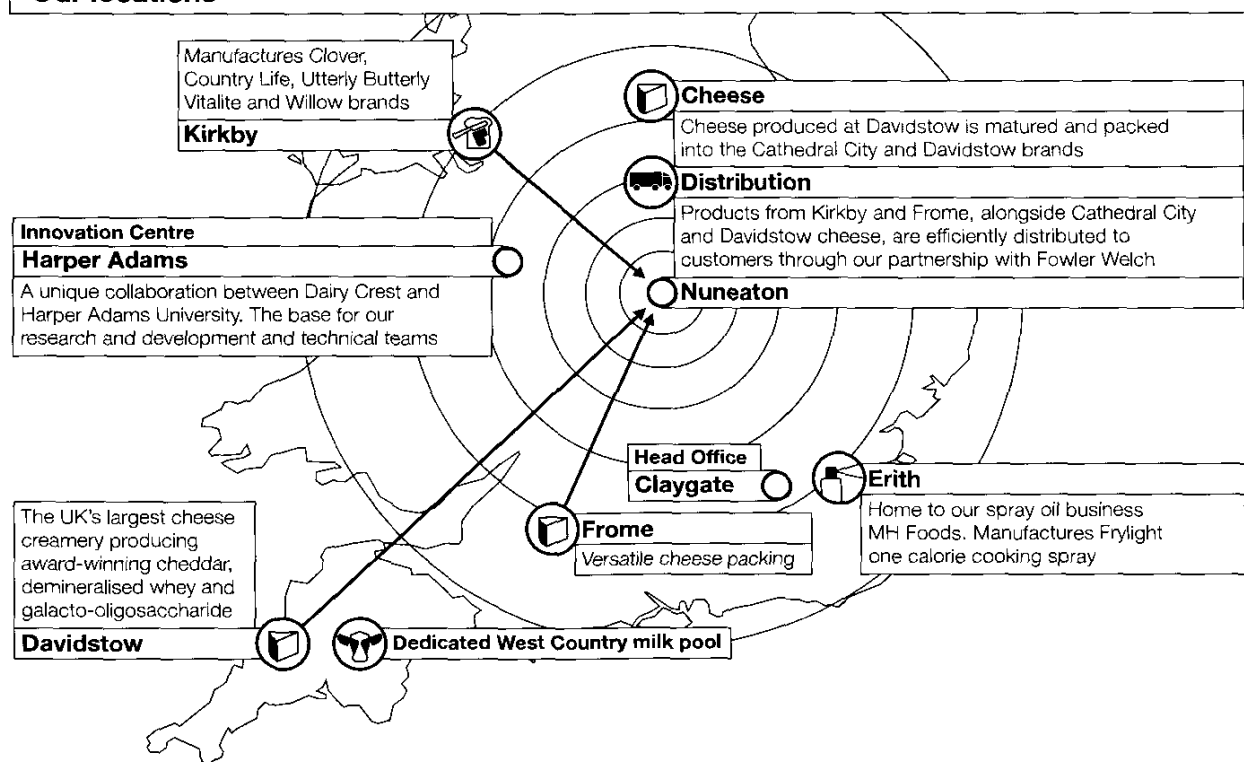 Our locations
Manufactures Clover,
Country Life, Utterly Butterly
Vitalite and Willow brands
Kirkby
Cheese
Cheese produced at Davidstow is matured and packed
into the Cathedral City and Davidstow brands
Distribution
Products from Kirkby and Frome, alongside Cathedral City
and Davidstow cheese, are efficiently distributed to
customers through our partnership with Fowler Welch
Nuneaton
Innovation Centre
Harper Adams
A unique collaboration between Dairy Crest and
Harper Adams University. The base for our
research and development and technical teams
Head Office
Claygate
Erith
Home to our spray oil business
MH Foods. Manufactures Frylight
one calorie cooking spray
Frome
Versatile cheese packing
The UK's largest cheese
creamery producing
award-winning cheddar,
demineralised whey and
galacto-oligosaccharide
Davidstow
Dedicated West Country milk pool